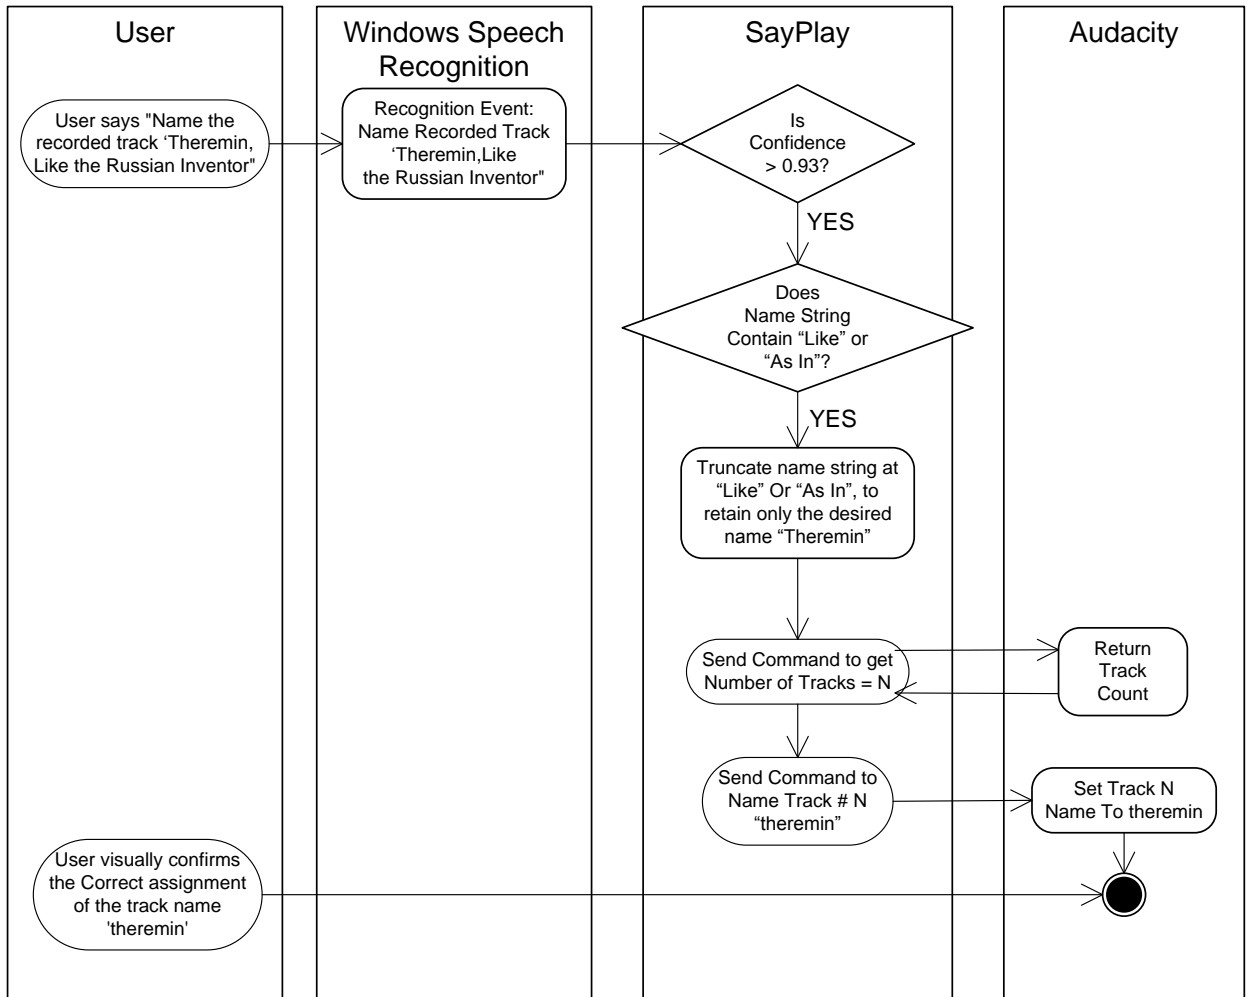 User
Windows Speech
Recognition
SayPlay
Audacity
User says "Name the
recorded track ‘Theremin,
Like the Russian Inventor"
Recognition Event:
Name Recorded Track
‘Theremin,Like
the Russian Inventor"
Is
Confidence
> 0.93?
YES
Does
Name String
Contain “Like” or
“As In”?
YES
Truncate name string at
“Like” Or “As In”, to
retain only the desired
name “Theremin”
Send Command to get
Number of Tracks = N
Return
Track
Count
Send Command to
Name Track # N
“theremin”
Set Track N
Name To theremin
User visually confirms
the Correct assignment
of the track name
'theremin'